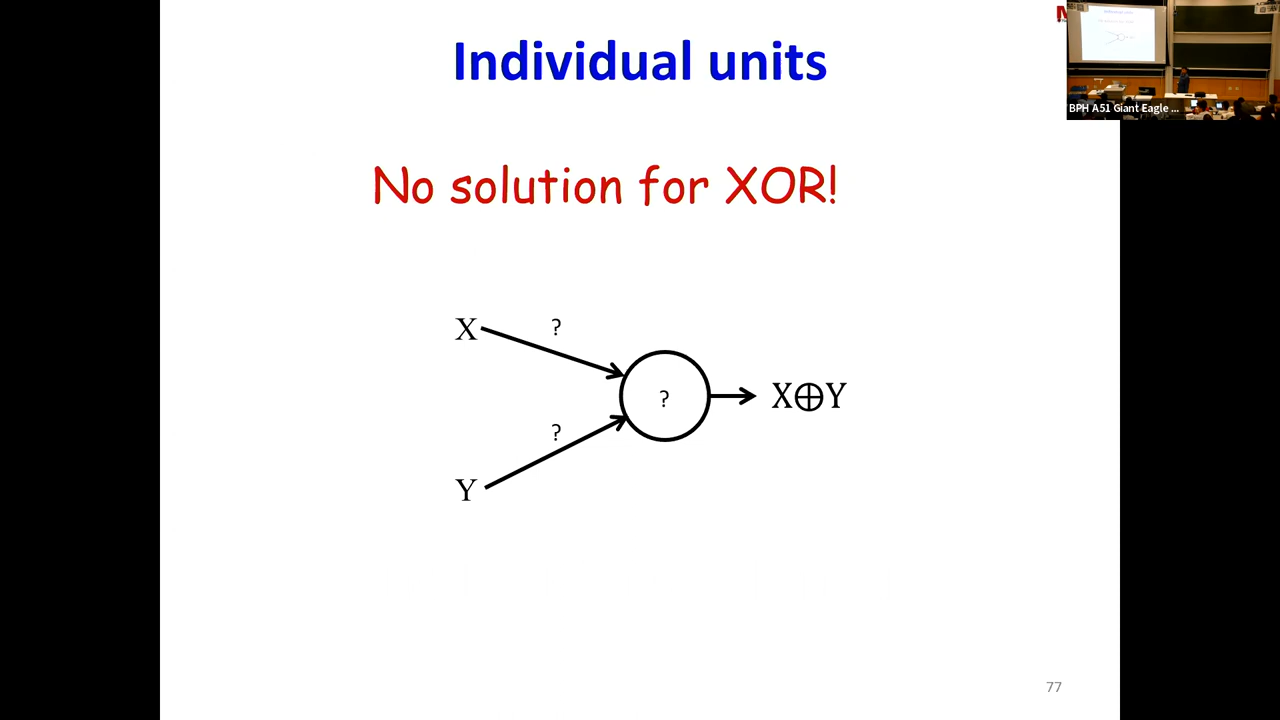 Individual units
BPH A51 Giant Eagle ...
No solution for XOR!
X
?
?
X⊕Y
?
Y
77